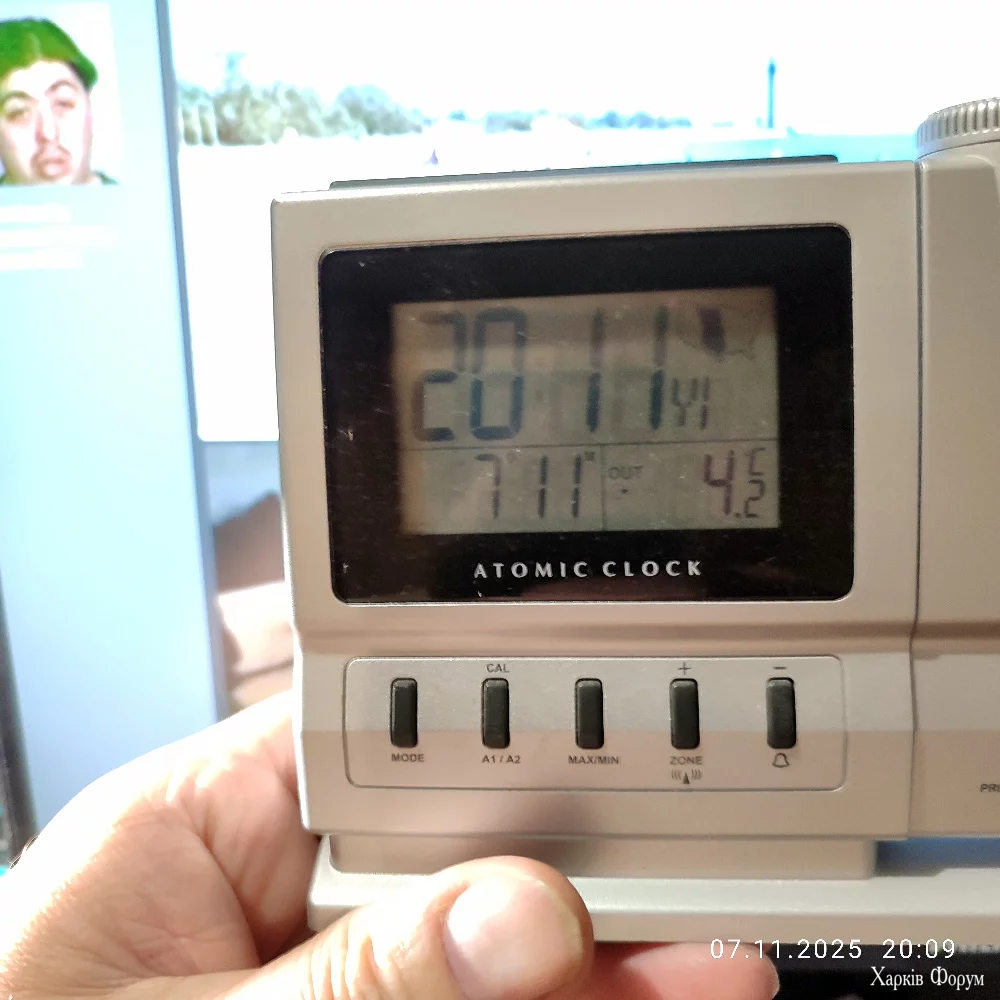 20:11 YI
7 D 11 M OUT 4.2 C
ATOMIC CLOCK
CAL + −
MODE A1 / A2 MAX/MIN ZONE
07.11.2025 20:09
Харків Форум